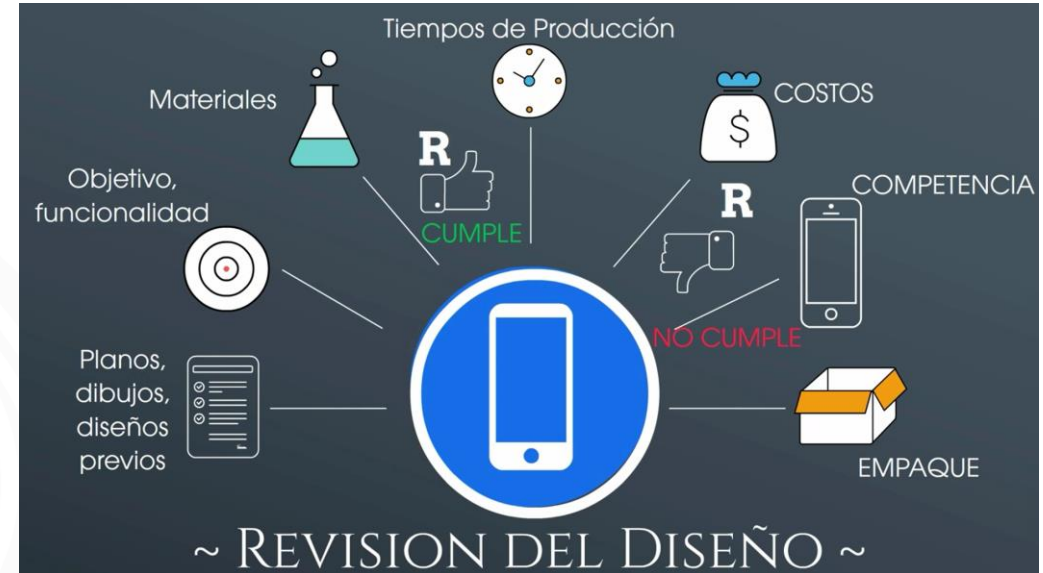 Tiempos de Producción
Materiales
COSTOS
$
R
CUMPLE
Objetivo,
funcionalidad
COMPETENCIA
R
NO CUMPLE
Planos,
dibujos,
diseños
previos
EMPAQUE
~ REVISION DEL DISEÑO ~